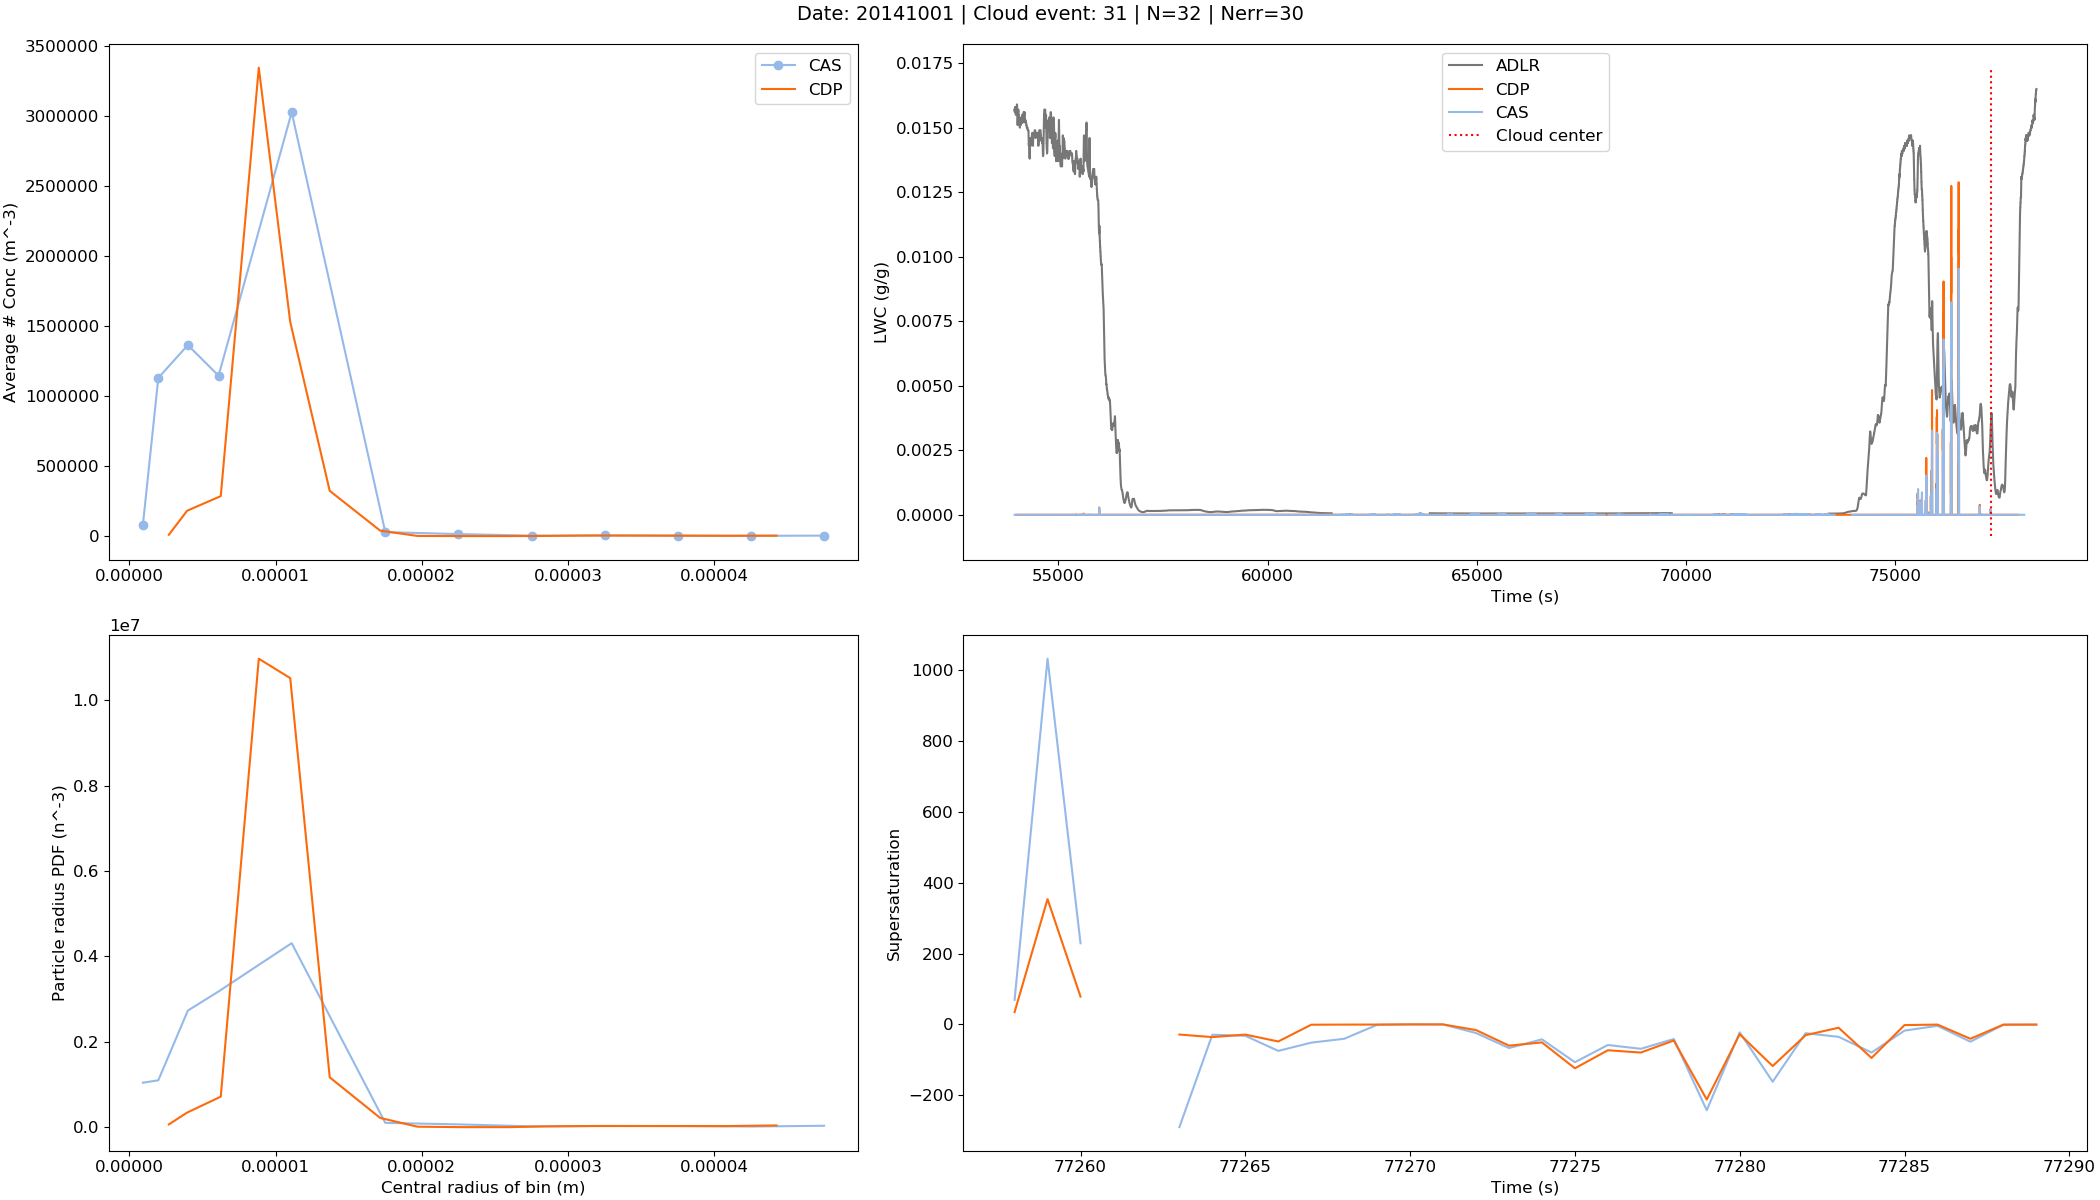 Date: 20141001 | Cloud event: 31 | N=32 | Nerr=30
Average # Conc (m^-3)
3500000
3000000
2500000
2000000
1500000
1000000
500000
0
0.00000 0.00001 0.00002 0.00003 0.00004
CAS
CDP
LWC (g/g)
0.0175
0.0150
0.0125
0.0100
0.0075
0.0050
0.0025
0.0000
55000 60000 65000 70000 75000
Time (s)
ADLR
CDP
CAS
Cloud center
1e7
Particle radius PDF (n^-3)
1.0
0.8
0.6
0.4
0.2
0.0
0.00000 0.00001 0.00002 0.00003 0.00004
Central radius of bin (m)
Supersaturation
1000
800
600
400
200
0
−200
77260 77265 77270 77275 77280 77285 77290
Time (s)